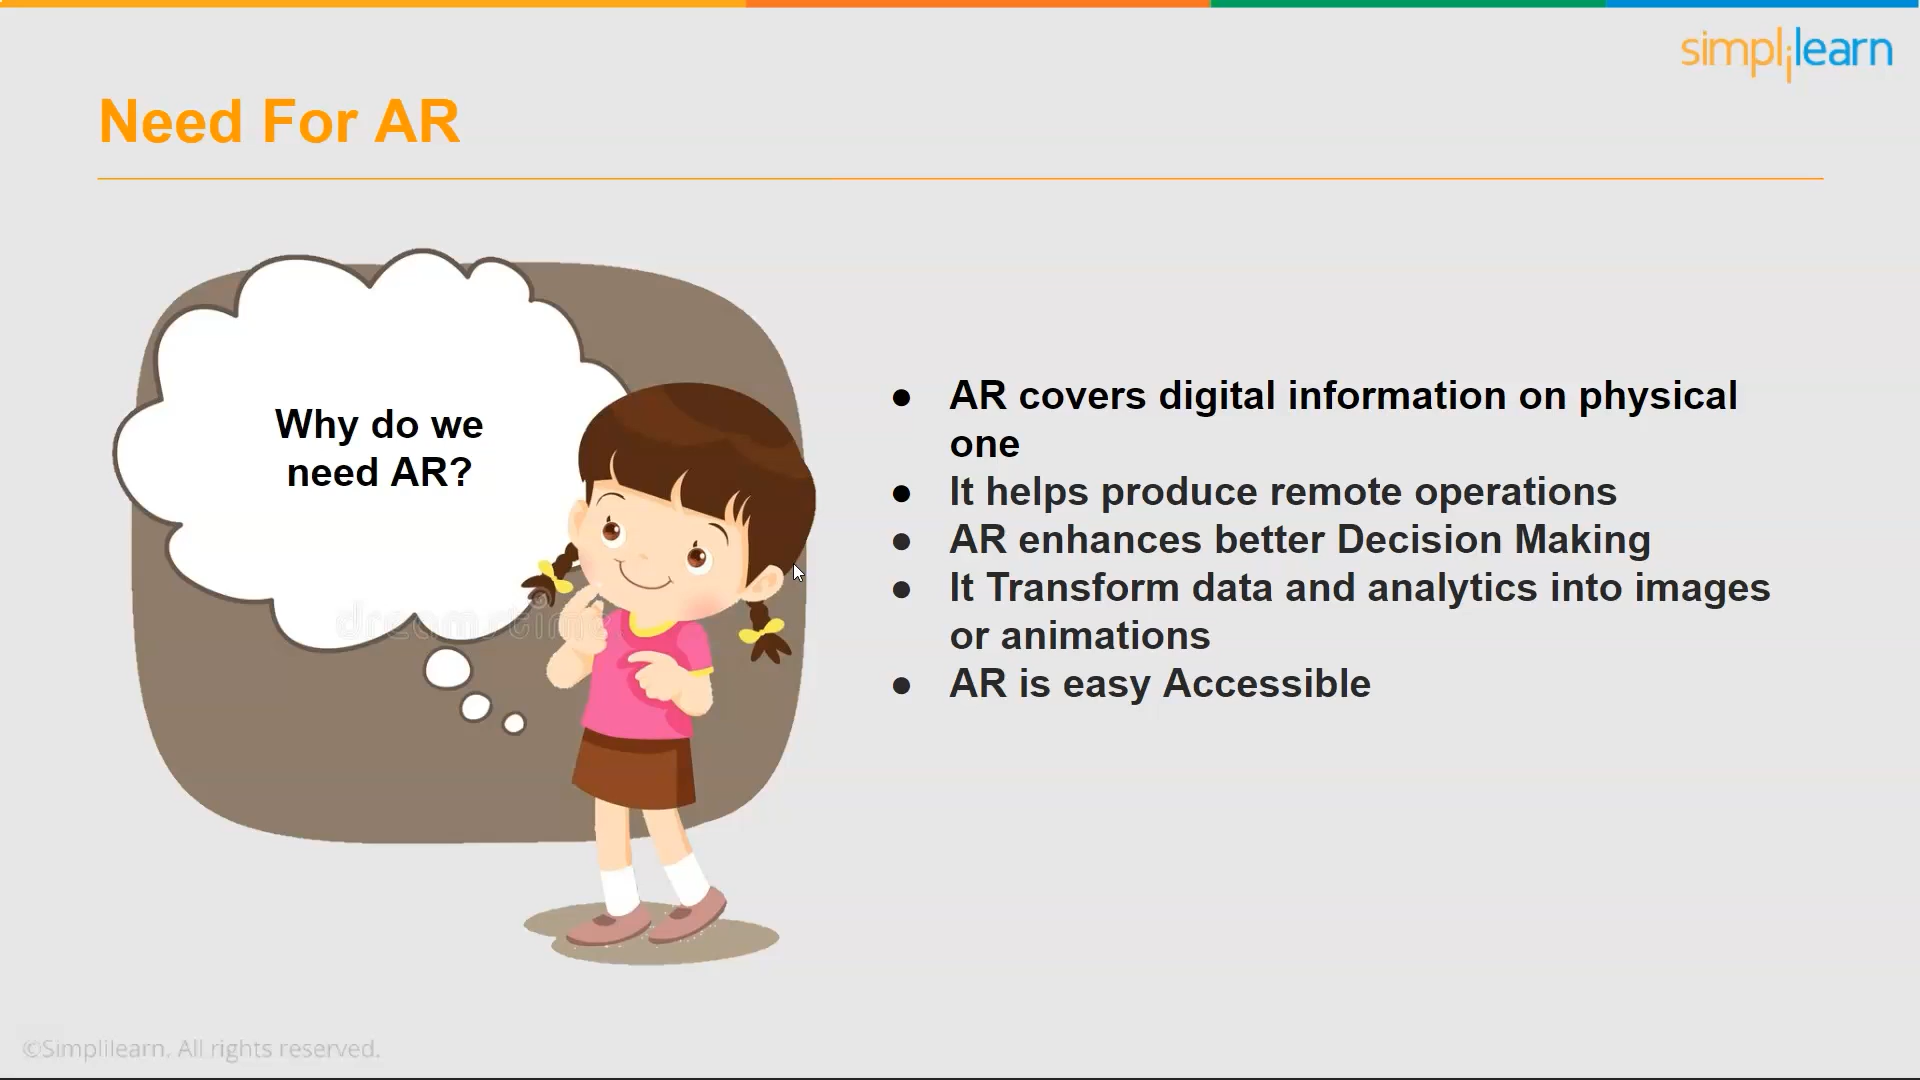 simplilearn
Need For AR
Why do we
need AR?
● AR covers digital information on physical
one
● It helps produce remote operations
● AR enhances better Decision Making
● It Transform data and analytics into images
or animations
● AR is easy Accessible
dreamstime
©Simplilearn. All rights reserved.